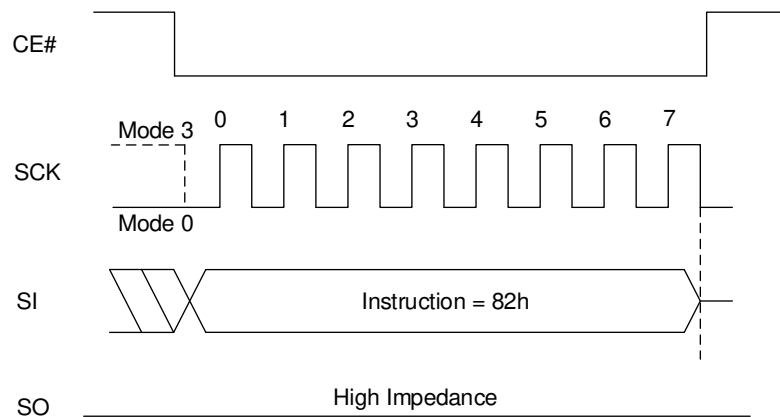 CE#
Mode 3
0 1 2 3 4 5 6 7
SCK
Mode 0
SI
Instruction = 82h
SO
High Impedance